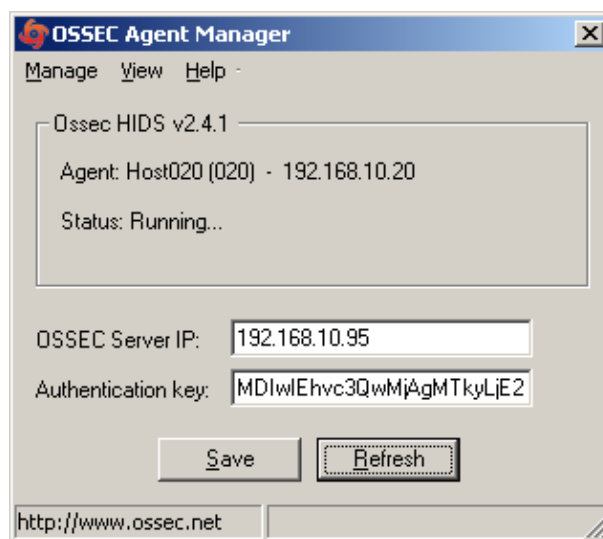 OSSEC Agent Manager
Manage View Help
Ossec HIDS v2.4.1
Agent: Host020 (020) - 192.168.10.20
Status: Running...
OSSEC Server IP: 192.168.10.95
Authentication key: MDIwIEhvc3QwMjAgMTkyLjE2
Save Refresh
http://www.ossec.net